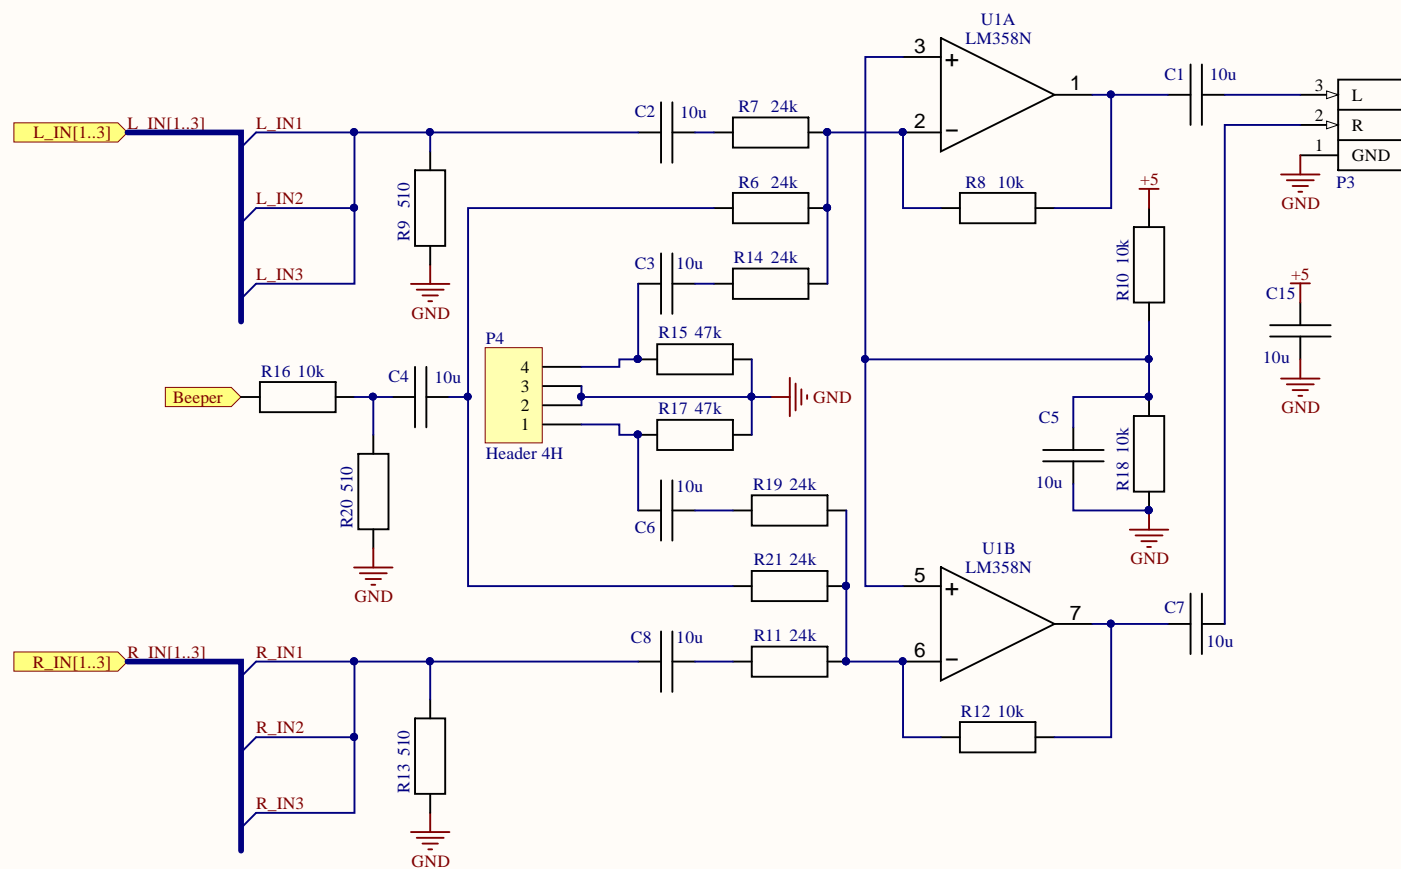 U1A
LM358N
3
2
1
C1 10u
3 L
2 R
1 GND
P3
GND
C2 10u
R7 24k
L_IN[1..3] L_IN[1..3]
L_IN1
L_IN2
L_IN3
R9 510
GND
R6 24k
R8 10k
+5
R10 10k
C3 10u
R14 24k
+5
C15
10u
GND
P4
4
3
2
1
Header 4H
R15 47k
R17 47k
GND
Beeper
R16 10k
C4 10u
R20 510
GND
C5
10u
R18 10k
GND
10u
C6
R19 24k
R21 24k
U1B
LM358N
5
6
7
C7
10u
C8 10u
R11 24k
R12 10k
R_IN[1..3] R_IN[1..3]
R_IN1
R_IN2
R_IN3
R13 510
GND